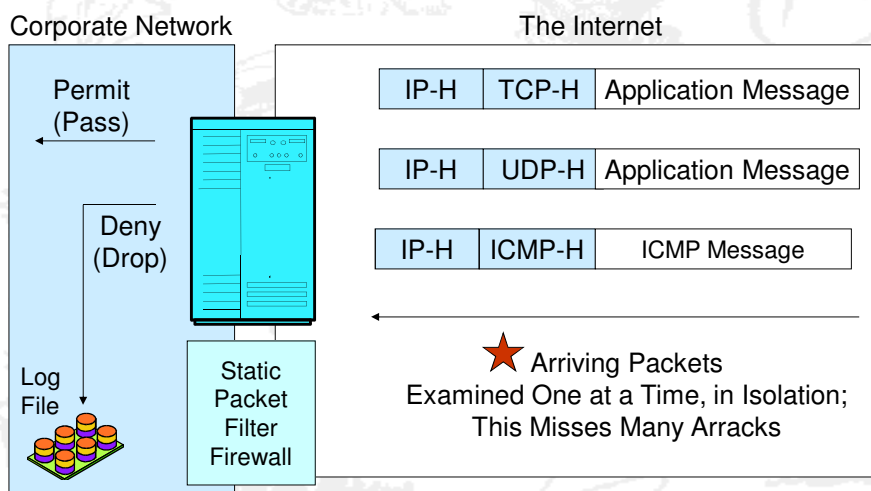 Corporate Network
The Internet
Permit
(Pass)
IP-H TCP-H Application Message
IP-H UDP-H Application Message
Deny
(Drop)
IP-H ICMP-H ICMP Message
Log
File
Static
Packet
Filter
Firewall
Arriving Packets
Examined One at a Time, in Isolation;
This Misses Many Arracks